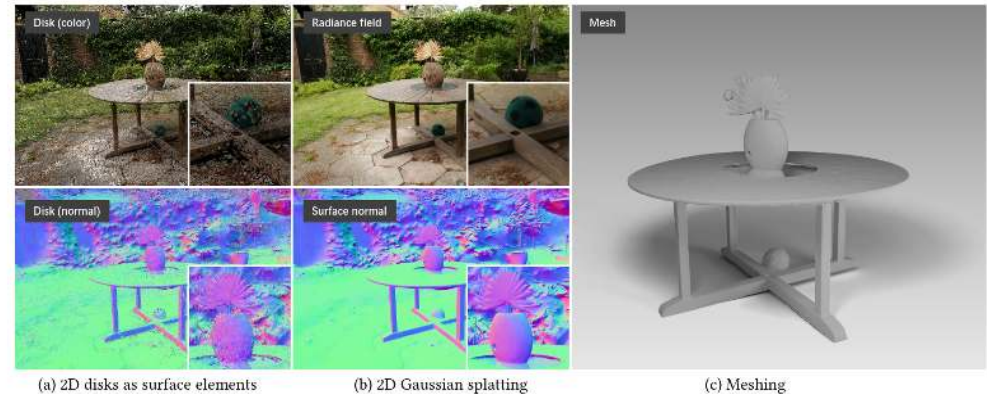 Disk (color)
Radiance field
Mesh
Disk (normal)
Surface normal
(a) 2D disks as surface elements
(b) 2D Gaussian splatting
(c) Meshing